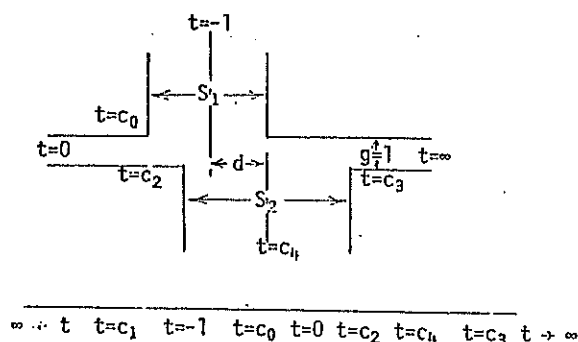 t=-1
S₁
t=c₀
t=0
d
g=1
t=∞
t=c₂
t=c₃
S₂
t=c₄
∞ .. t t=c₁ t=-1 t=c₀ t=0 t=c₂ t=c₄ t=c₃ t → ∞